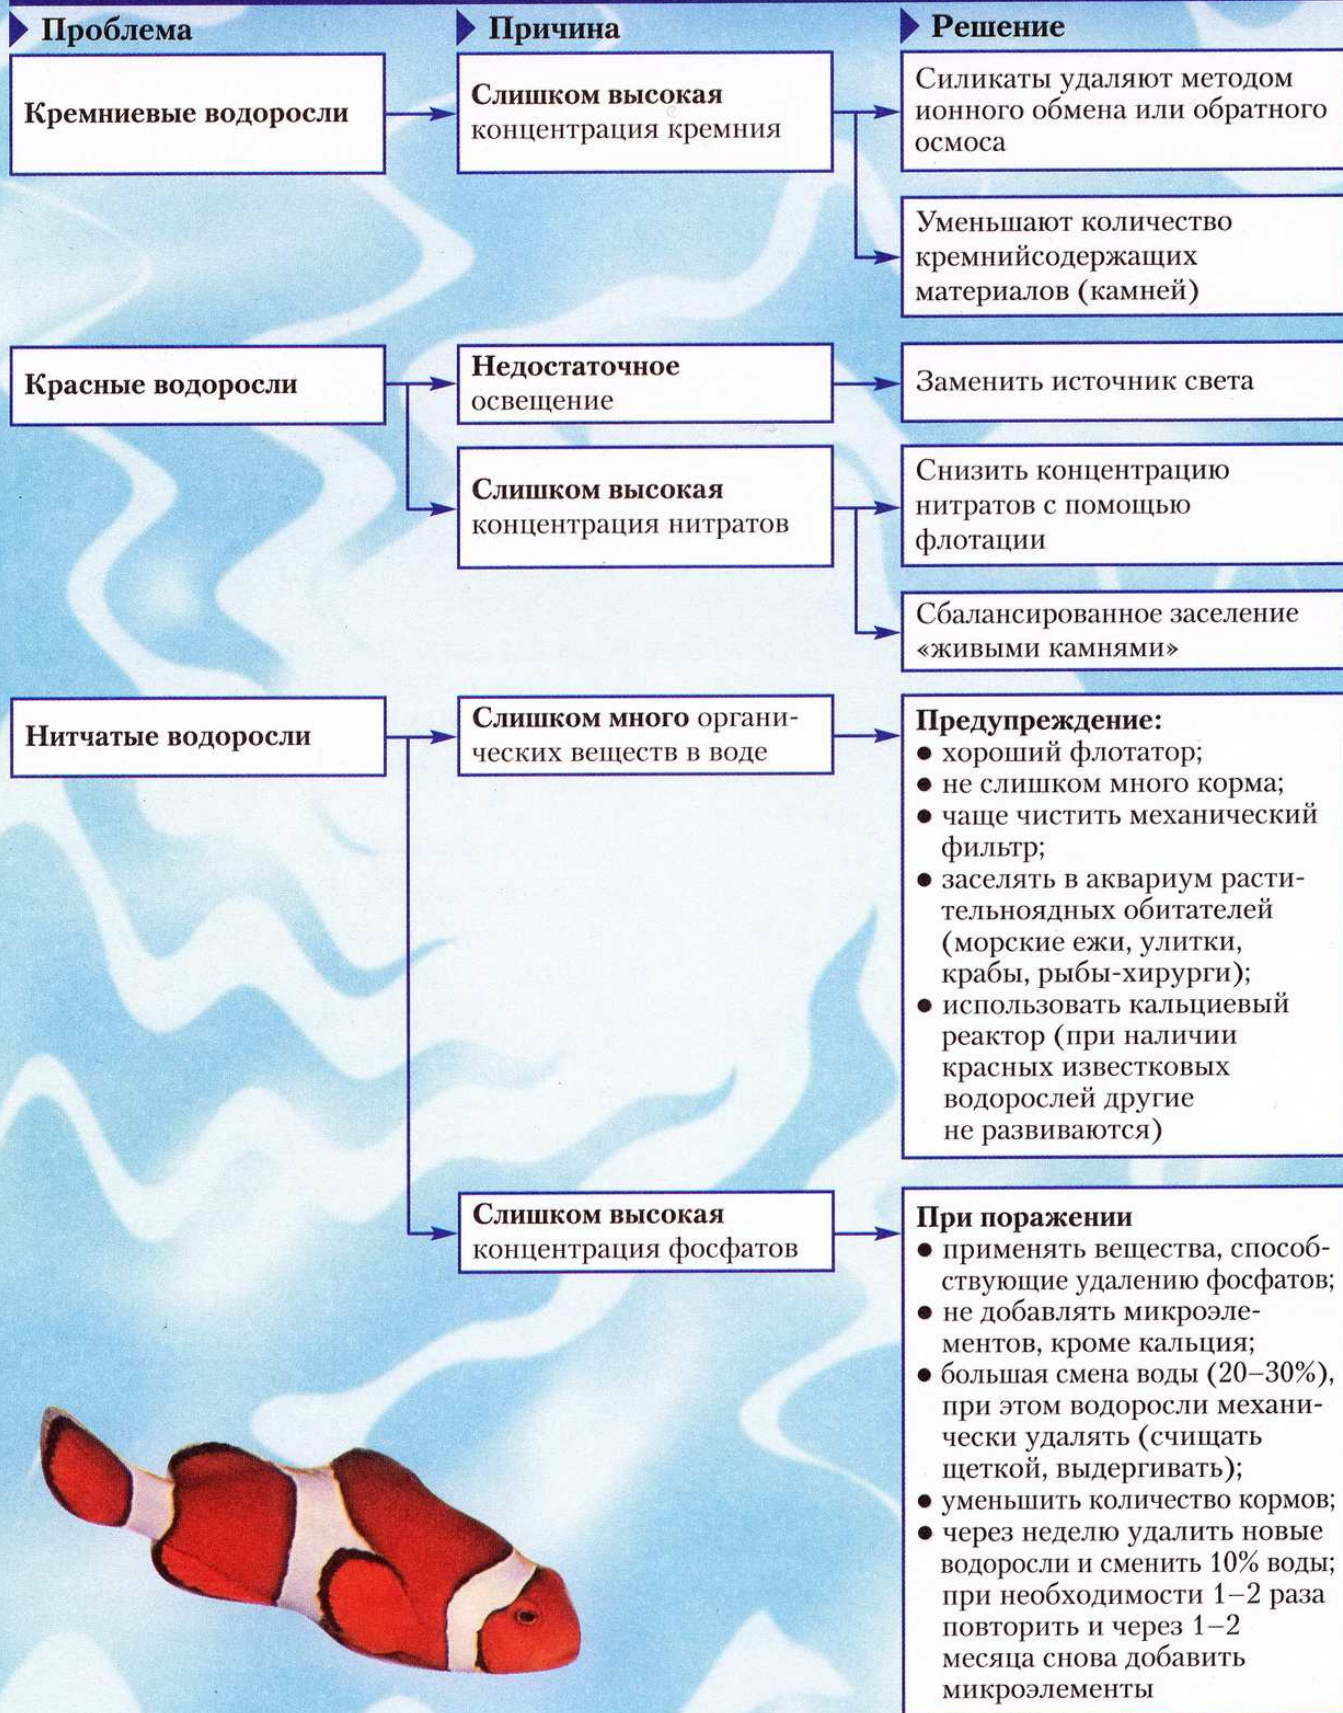 Проблема
Причина
Решение
Кремниевые водоросли
Слишком высокая
концентрация кремния
Силикаты удаляют методом
ионного обмена или обратного
осмоса
Уменьшают количество
кремнийсодержащих
материалов (камней)
Красные водоросли
Недостаточное
освещение
Заменить источник света
Слишком высокая
концентрация нитратов
Снизить концентрацию
нитратов с помощью
флотации
Сбалансированное заселение
«живыми камнями»
Нитчатые водоросли
Слишком много органи-
ческих веществ в воде
Предупреждение:
● хороший флотатор;
● не слишком много корма;
● чаще чистить механический
фильтр;
● заселять в аквариум расти-
тельноядных обитателей
(морские ежи, улитки,
крабы, рыбы-хирурги);
● использовать кальциевый
реактор (при наличии
красных известковых
водорослей другие
не развиваются)
Слишком высокая
концентрация фосфатов
При поражении
● применять вещества, способ-
ствующие удалению фосфатов;
● не добавлять микроэле-
ментов, кроме кальция;
● большая смена воды (20–30%),
при этом водоросли механи-
чески удалять (счищать
щеткой, выдергивать);
● уменьшить количество кормов;
● через неделю удалить новые
водоросли и сменить 10% воды;
при необходимости 1–2 раза
повторить и через 1–2
месяца снова добавить
микроэлементы